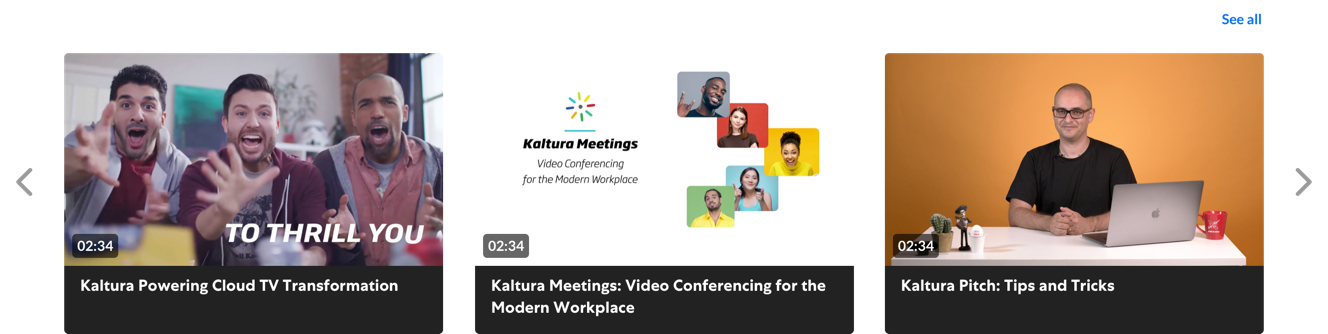 See all
TO THRILL YOU
02:34
Kaltura Powering Cloud TV Transformation
Kaltura Meetings
Video Conferencing
for the Modern Workplace
02:34
Kaltura Meetings: Video Conferencing for the
Modern Workplace
02:34
Kaltura Pitch: Tips and Tricks